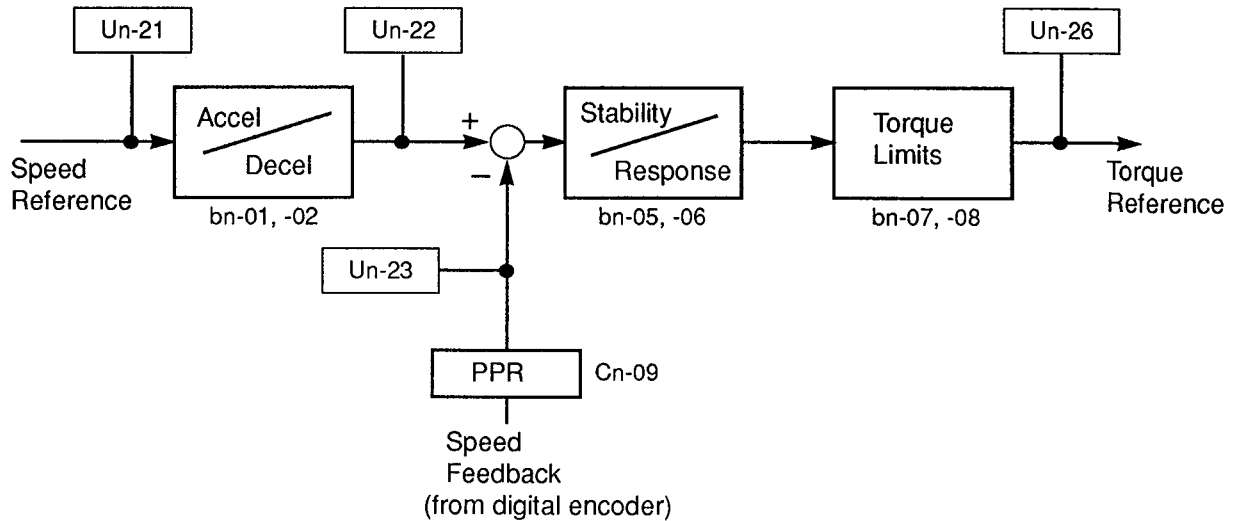 Un-21
Un-22
Un-26
Accel
Decel
+
Stability
Response
Torque
Limits
Speed
Reference
bn-01, -02
−
bn-05, -06
bn-07, -08
Torque
Reference
Un-23
PPR
Cn-09
Speed
Feedback
(from digital encoder)